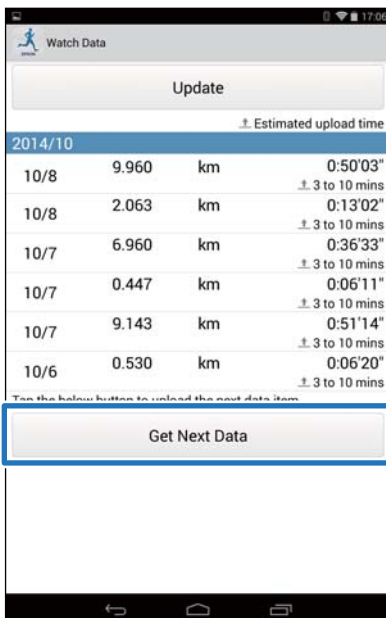 17:06
EPSON
Watch Data
Update
Estimated upload time
2014/10
10/8 9.960 km 0:50'03"
3 to 10 mins
10/8 2.063 km 0:13'02"
3 to 10 mins
10/7 6.960 km 0:36'33"
3 to 10 mins
10/7 0.447 km 0:06'11"
3 to 10 mins
10/7 9.143 km 0:51'14"
3 to 10 mins
10/6 0.530 km 0:06'20"
3 to 10 mins
Tap the below button to upload the next data item
Get Next Data